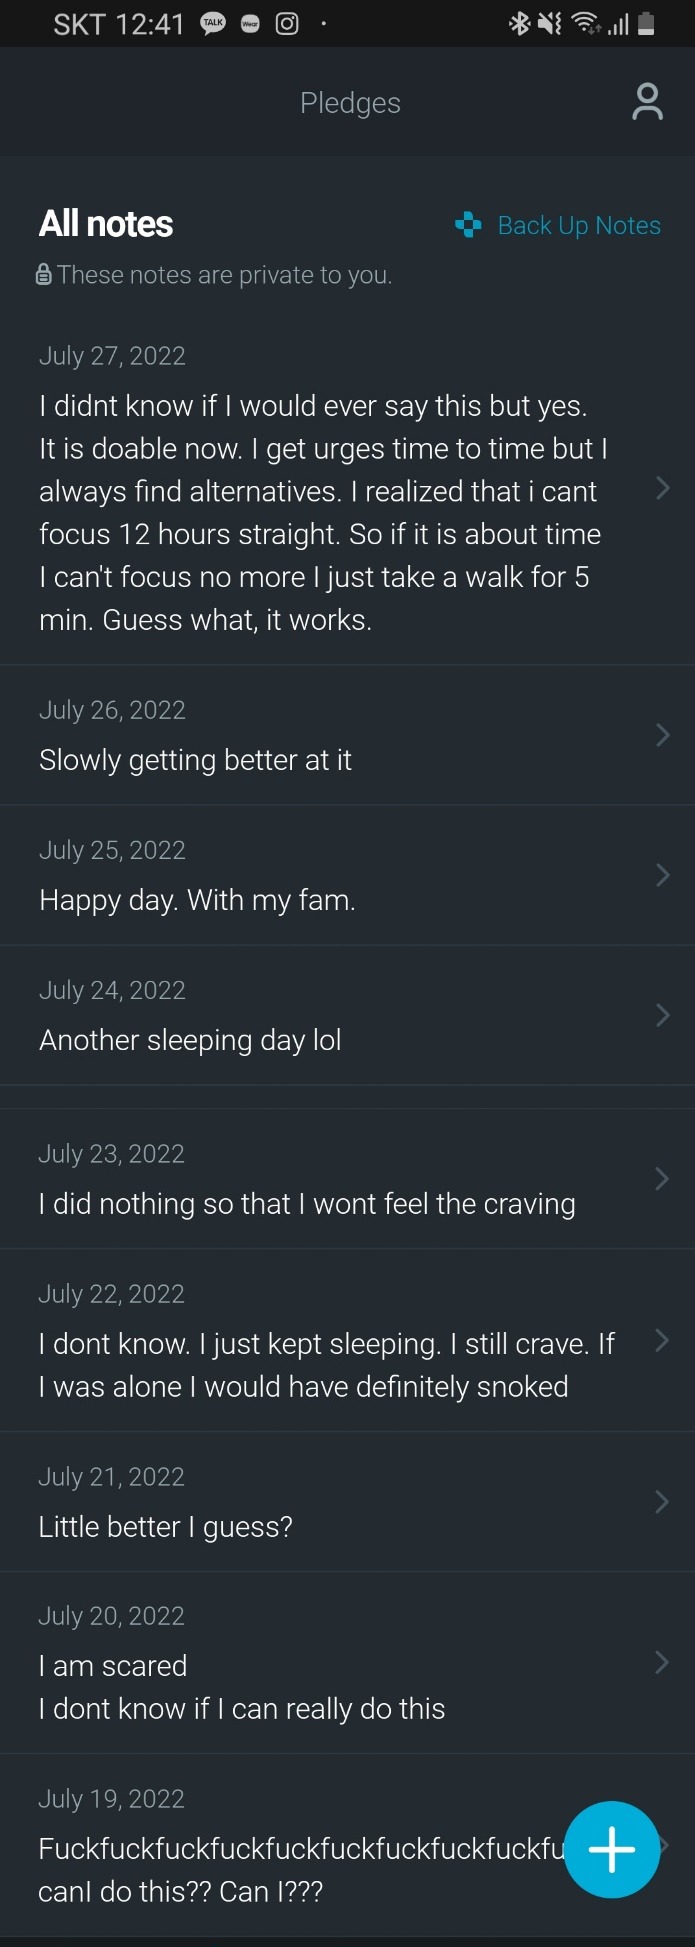 SKT 12:41 TALK Wear
Pledges
All notes
Back Up Notes
These notes are private to you.
July 27, 2022
I didnt know if I would ever say this but yes.
It is doable now. I get urges time to time but I
always find alternatives. I realized that i cant
focus 12 hours straight. So if it is about time
I can't focus no more I just take a walk for 5
min. Guess what, it works.
July 26, 2022
Slowly getting better at it
July 25, 2022
Happy day. With my fam.
July 24, 2022
Another sleeping day lol
July 23, 2022
I did nothing so that I wont feel the craving
July 22, 2022
I dont know. I just kept sleeping. I still crave. If
I was alone I would have definitely snoked
July 21, 2022
Little better I guess?
July 20, 2022
I am scared
I dont know if I can really do this
July 19, 2022
Fuckfuckfuckfuckfuckfuckfuckfuckfuckfu
canI do this?? Can I???